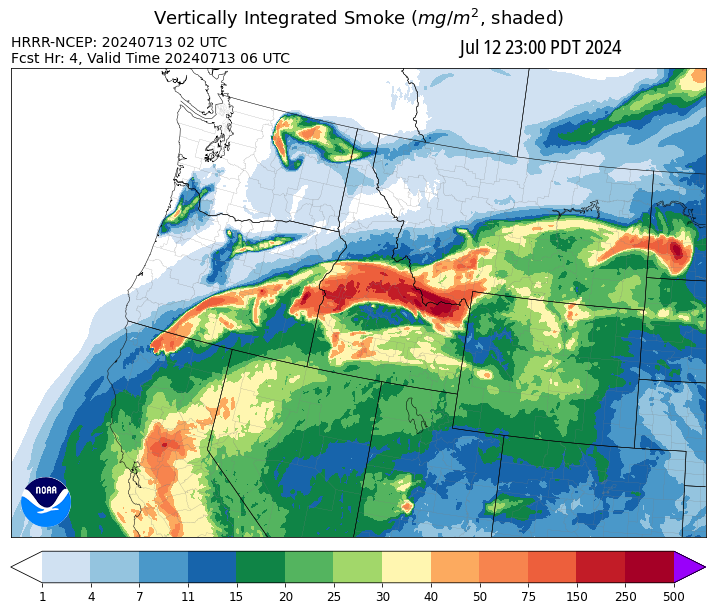 Vertically Integrated Smoke (mg/m², shaded)
HRRR-NCEP: 20240713 02 UTC
Jul 12 23:00 PDT 2024
Fcst Hr: 4, Valid Time 20240713 06 UTC
NOAA
1 4 7 11 15 20 25 30 40 50 75 150 250 500